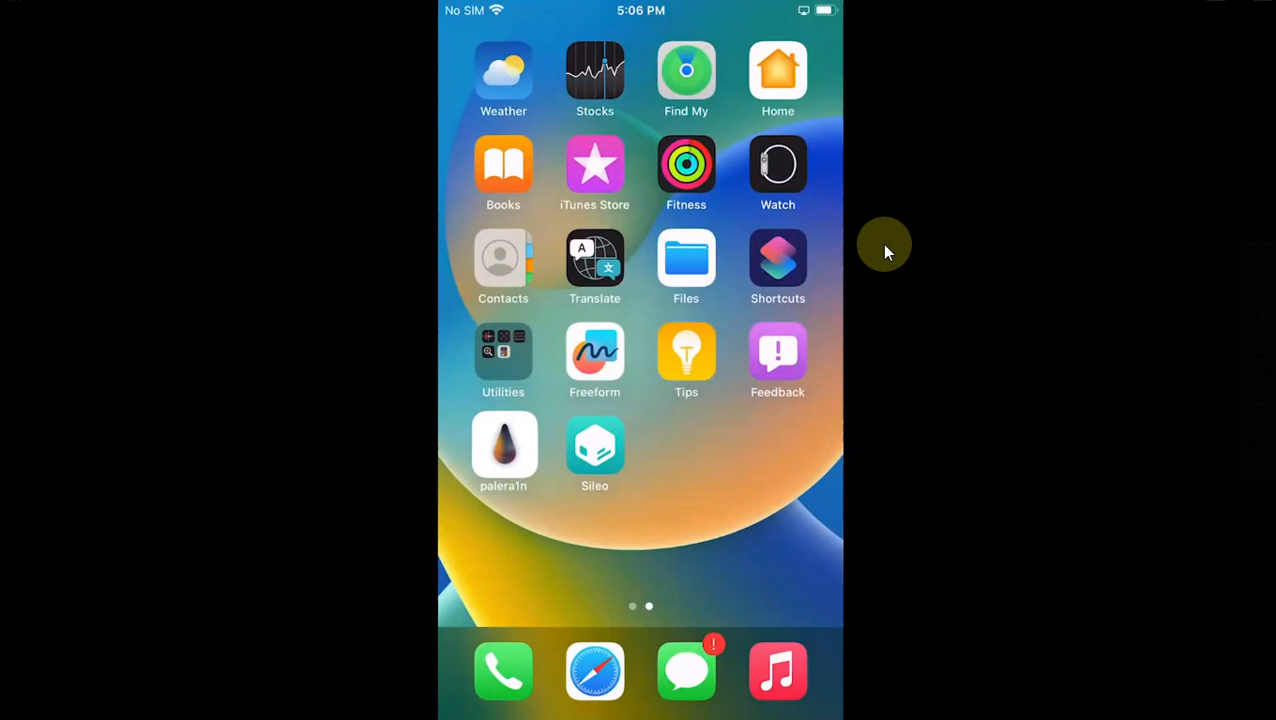 No SIM 5:06 PM
Weather Stocks Find My Home
Books iTunes Store Fitness Watch
A
文
Contacts Translate Files Shortcuts
Utilities Freeform Tips Feedback
palera1n Sileo
!